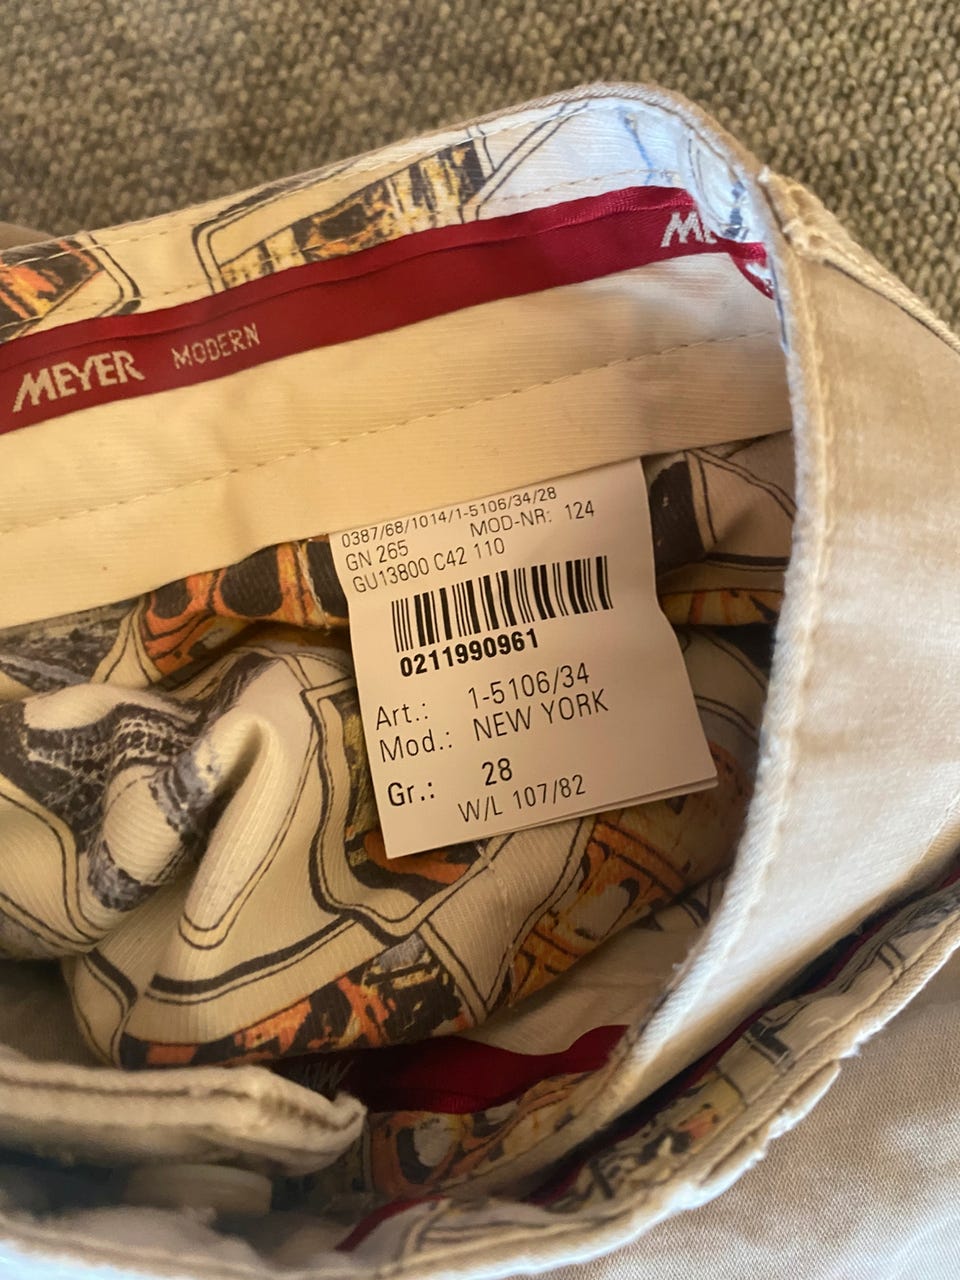 MEYER MODERN
0387/68/1014/1-5106/34/28
GN 265 MOD-NR: 124
GU13800 C42 110
0211990961
Art.: 1-5106/34
Mod.: NEW YORK
Gr.: 28
W/L 107/82